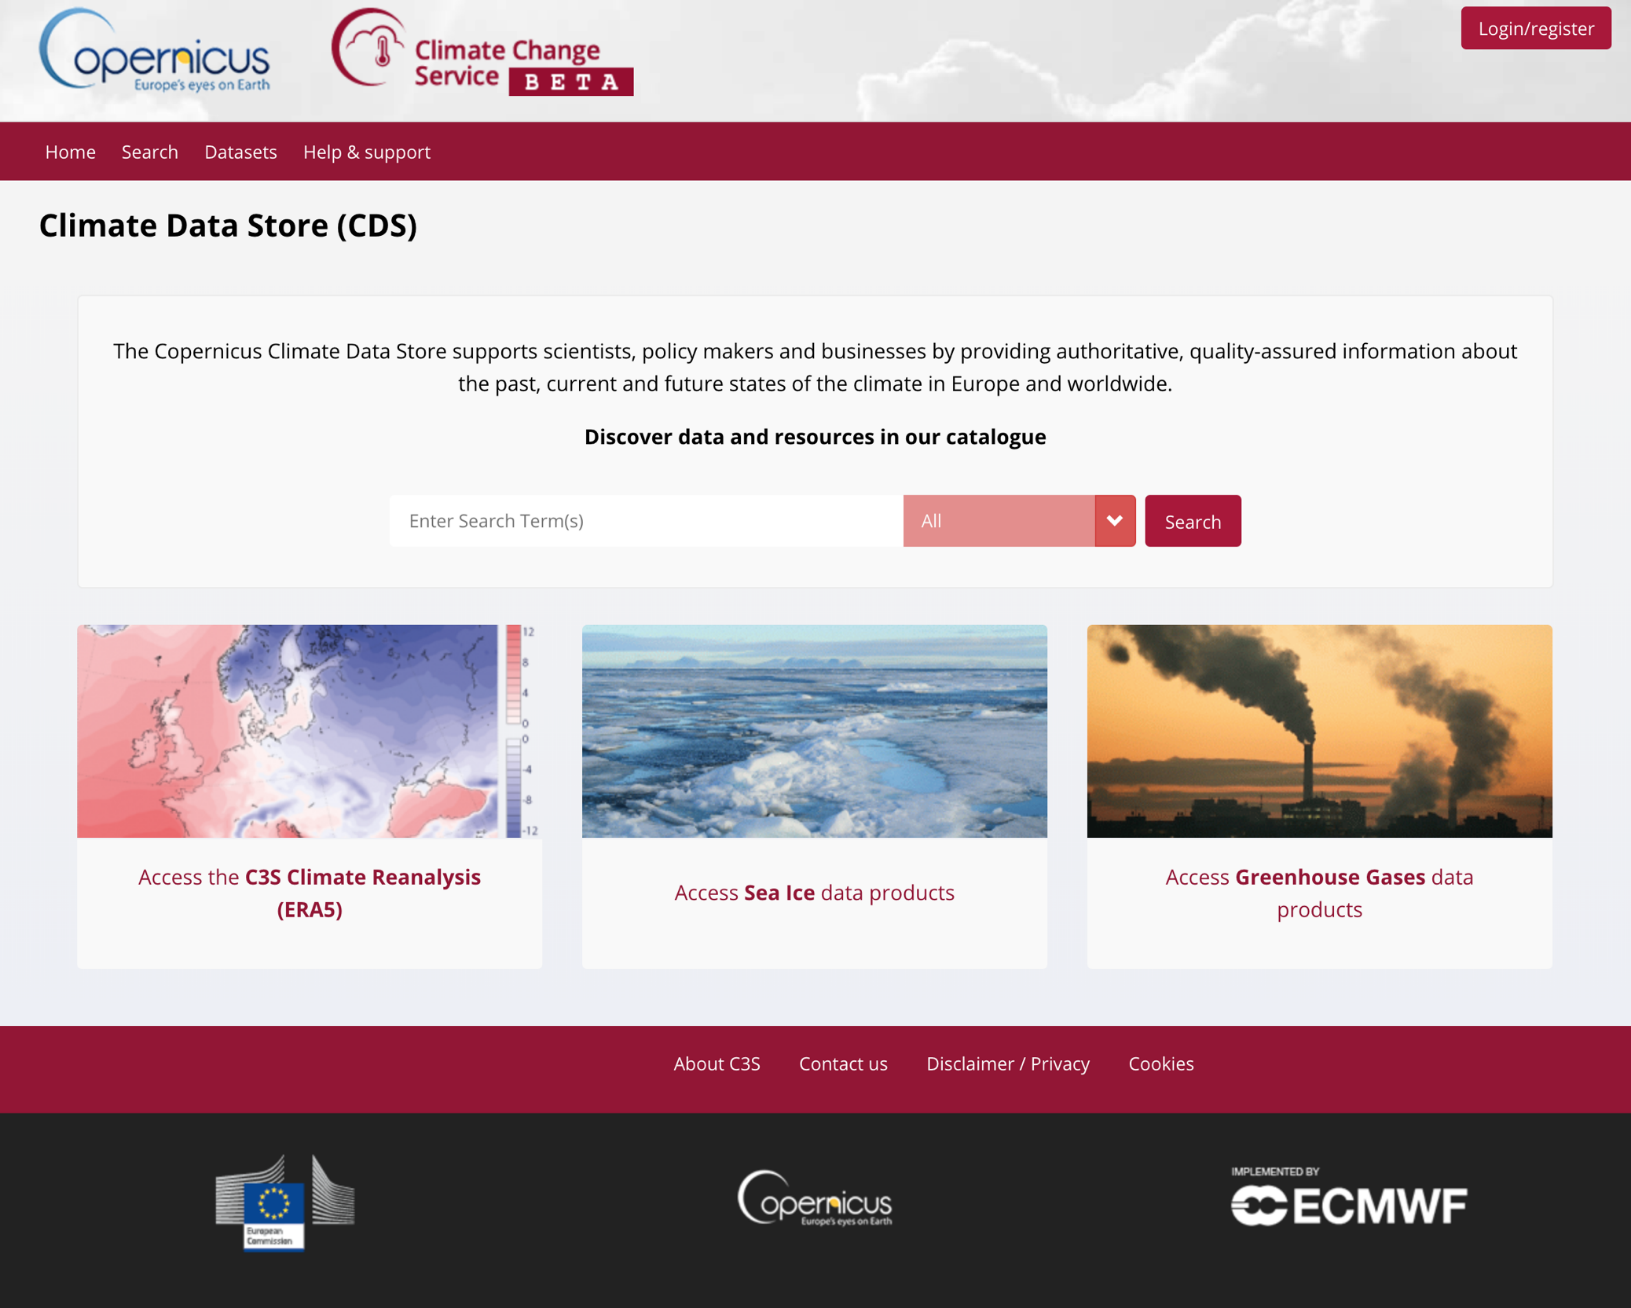 Copernicus
Europe's eyes on Earth
Climate Change
Service BETA
Login/register
Home Search Datasets Help & support
Climate Data Store (CDS)
The Copernicus Climate Data Store supports scientists, policy makers and businesses by providing authoritative, quality-assured information about
the past, current and future states of the climate in Europe and worldwide.
Discover data and resources in our catalogue
Enter Search Term(s) All Search
12
8
4
0
0
-4
-8
-12
Access the C3S Climate Reanalysis
(ERA5)
Access Sea Ice data products
Access Greenhouse Gases data
products
About C3S Contact us Disclaimer / Privacy Cookies
European
Commission
Copernicus
Europe's eyes on Earth
IMPLEMENTED BY
ECMWF